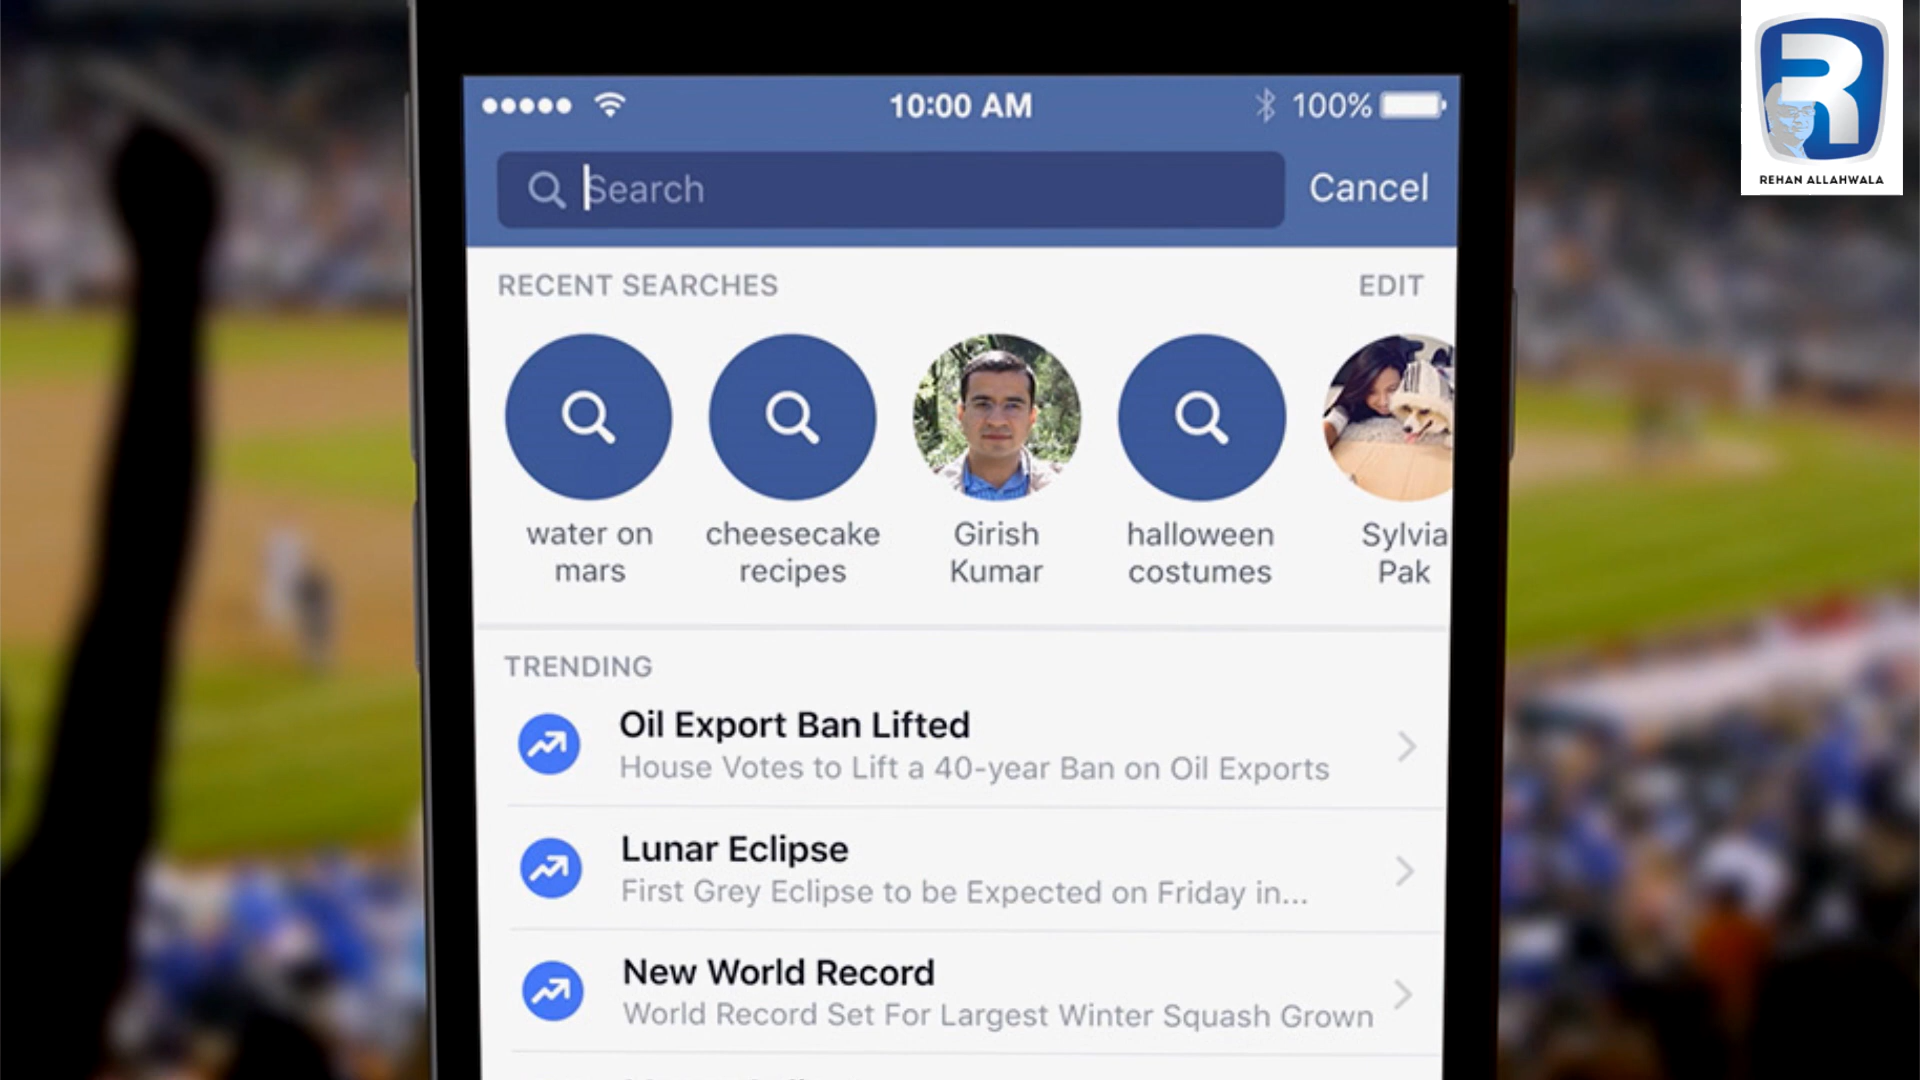 10:00 AM
100%
Search
Cancel
REHAN ALLAHWALA
RECENT SEARCHES
EDIT
water on
mars
cheesecake
recipes
Girish
Kumar
halloween
costumes
Sylvia
Pak
TRENDING
Oil Export Ban Lifted
House Votes to Lift a 40-year Ban on Oil Exports
Lunar Eclipse
First Grey Eclipse to be Expected on Friday in...
New World Record
World Record Set For Largest Winter Squash Grown